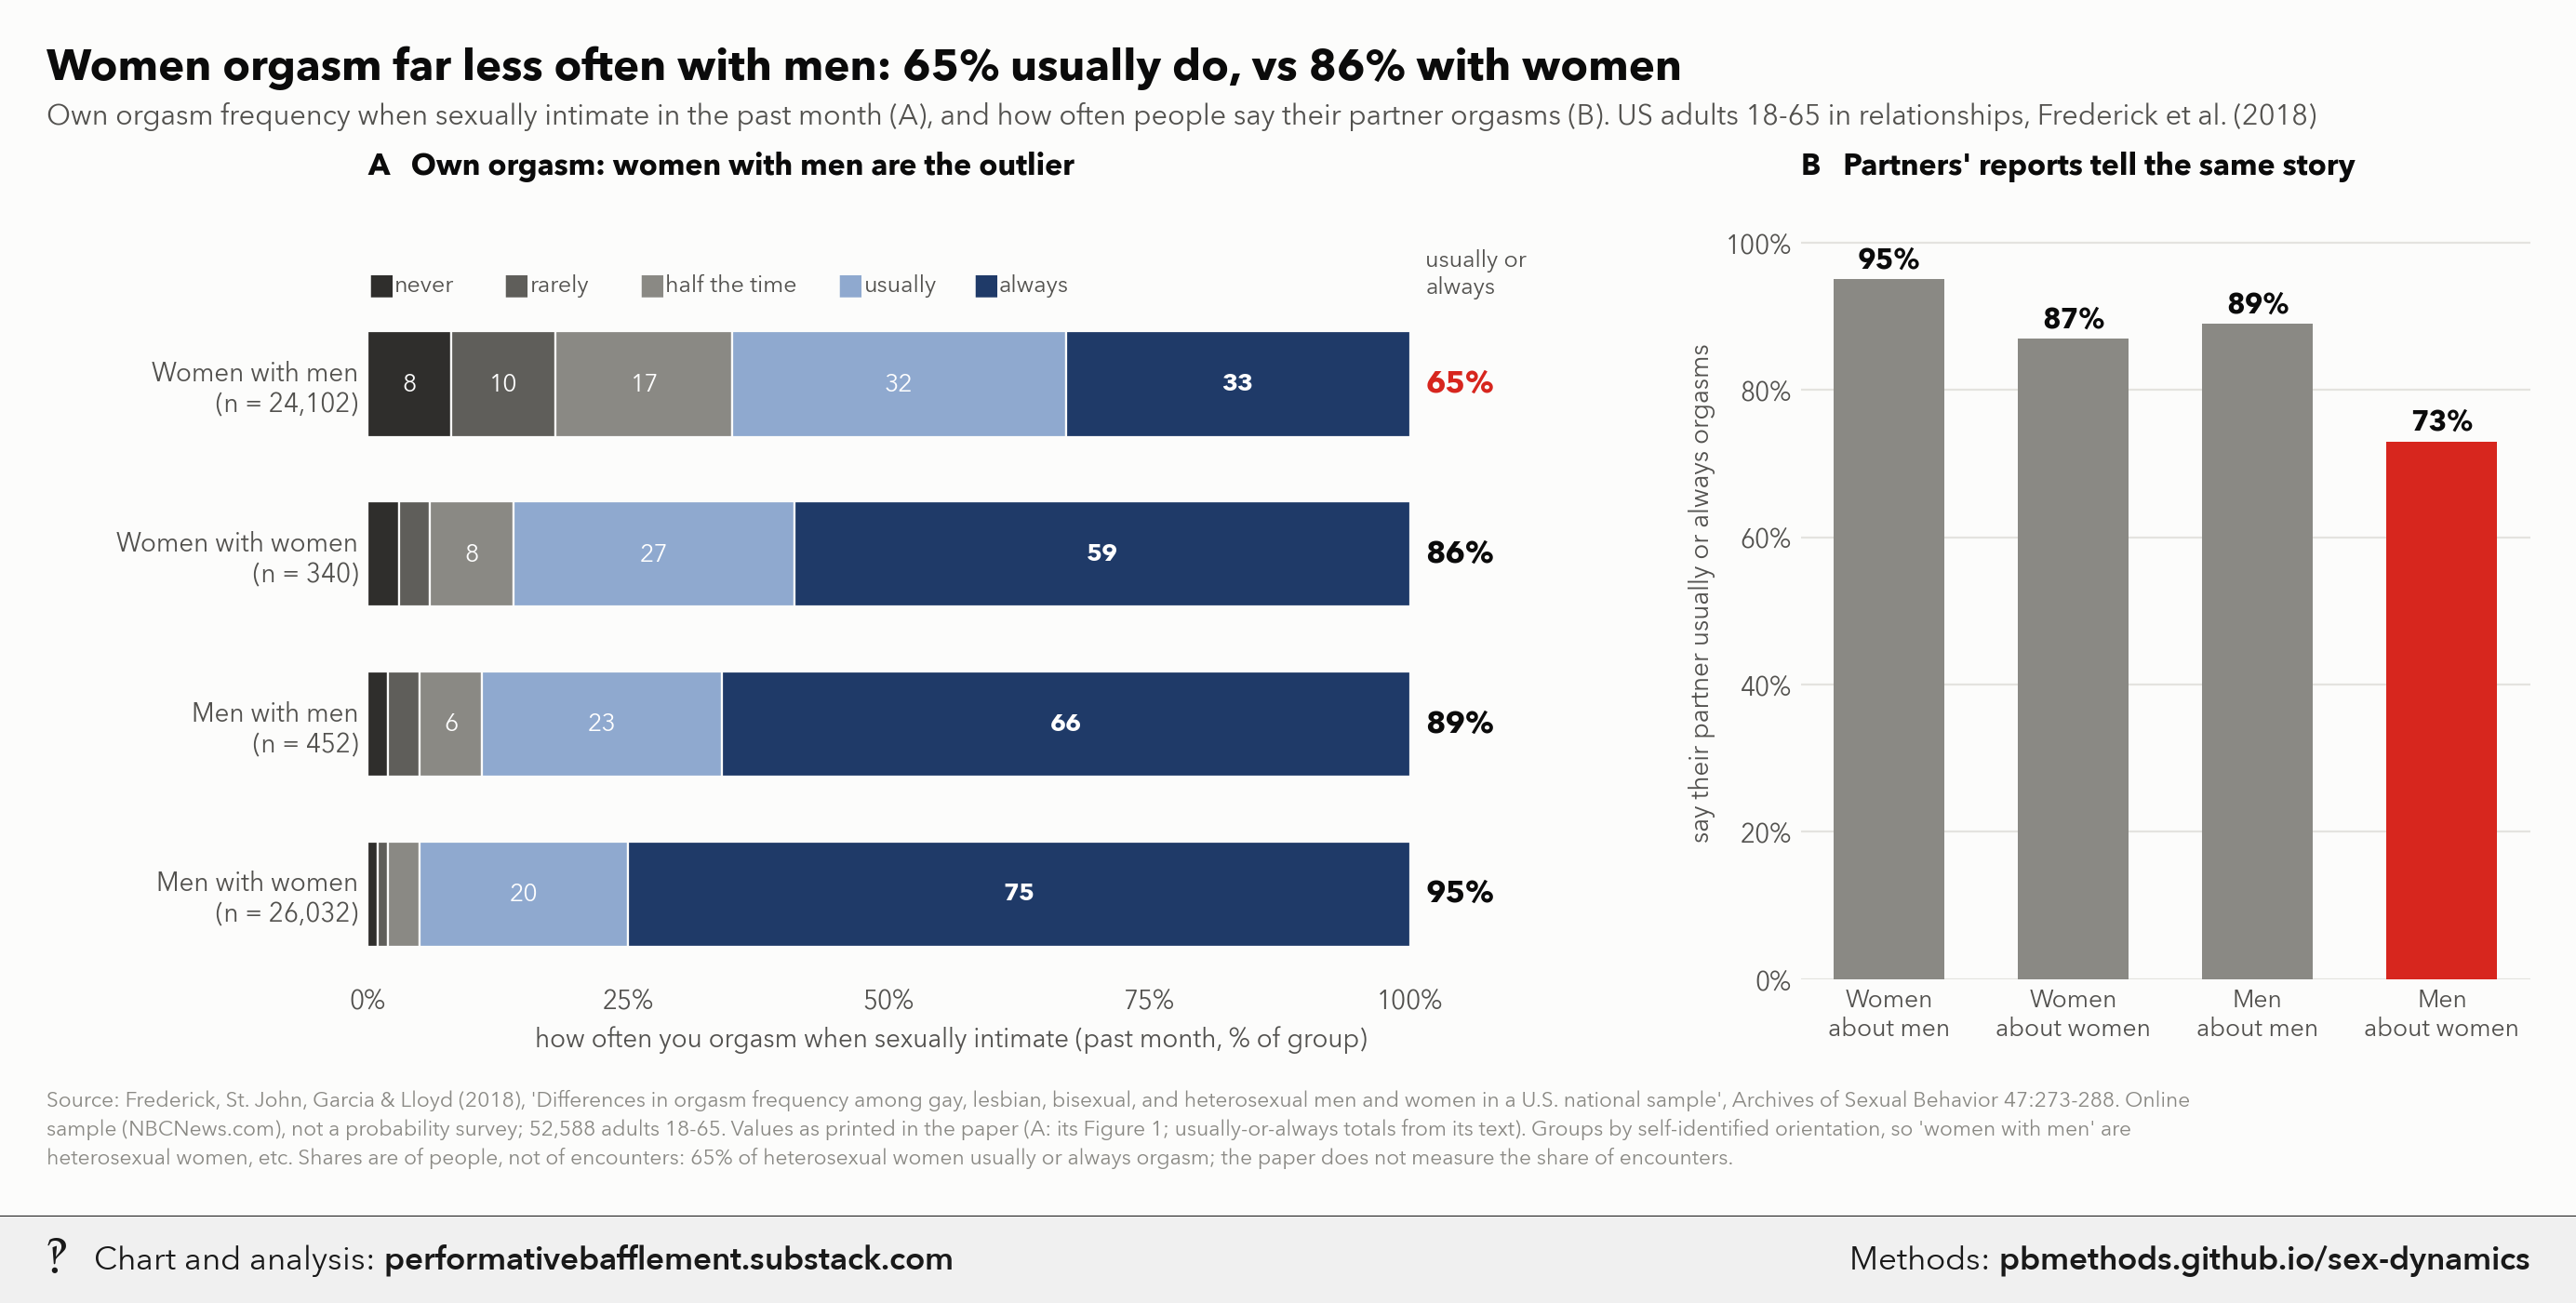 Women orgasm far less often with men: 65% usually do, vs 86% with women
Own orgasm frequency when sexually intimate in the past month (A), and how often people say their partner orgasms (B). US adults 18-65 in relationships, Frederick et al. (2018)
A Own orgasm: women with men are the outlier
never rarely half the time usually always
usually or
always
Women with men
(n = 24,102)
8 10 17 32 33 65%
Women with women
(n = 340)
8 27 59 86%
Men with men
(n = 452)
6 23 66 89%
Men with women
(n = 26,032)
20 75 95%
0% 25% 50% 75% 100%
how often you orgasm when sexually intimate (past month, % of group)
B Partners' reports tell the same story
say their partner usually or always orgasms
100%
80%
60%
40%
20%
0%
95% 87% 89% 73%
Women
about men
Women
about women
Men
about men
Men
about women
Source: Frederick, St. John, Garcia & Lloyd (2018), 'Differences in orgasm frequency among gay, lesbian, bisexual, and heterosexual men and women in a U.S. national sample', Archives of Sexual Behavior 47:273-288. Online
sample (NBCNews.com), not a probability survey; 52,588 adults 18-65. Values as printed in the paper (A: its Figure 1; usually-or-always totals from its text). Groups by self-identified orientation, so 'women with men' are
heterosexual women, etc. Shares are of people, not of encounters: 65% of heterosexual women usually or always orgasm; the paper does not measure the share of encounters.
‽ Chart and analysis: performativebafflement.substack.com
Methods: pbmethods.github.io/sex-dynamics